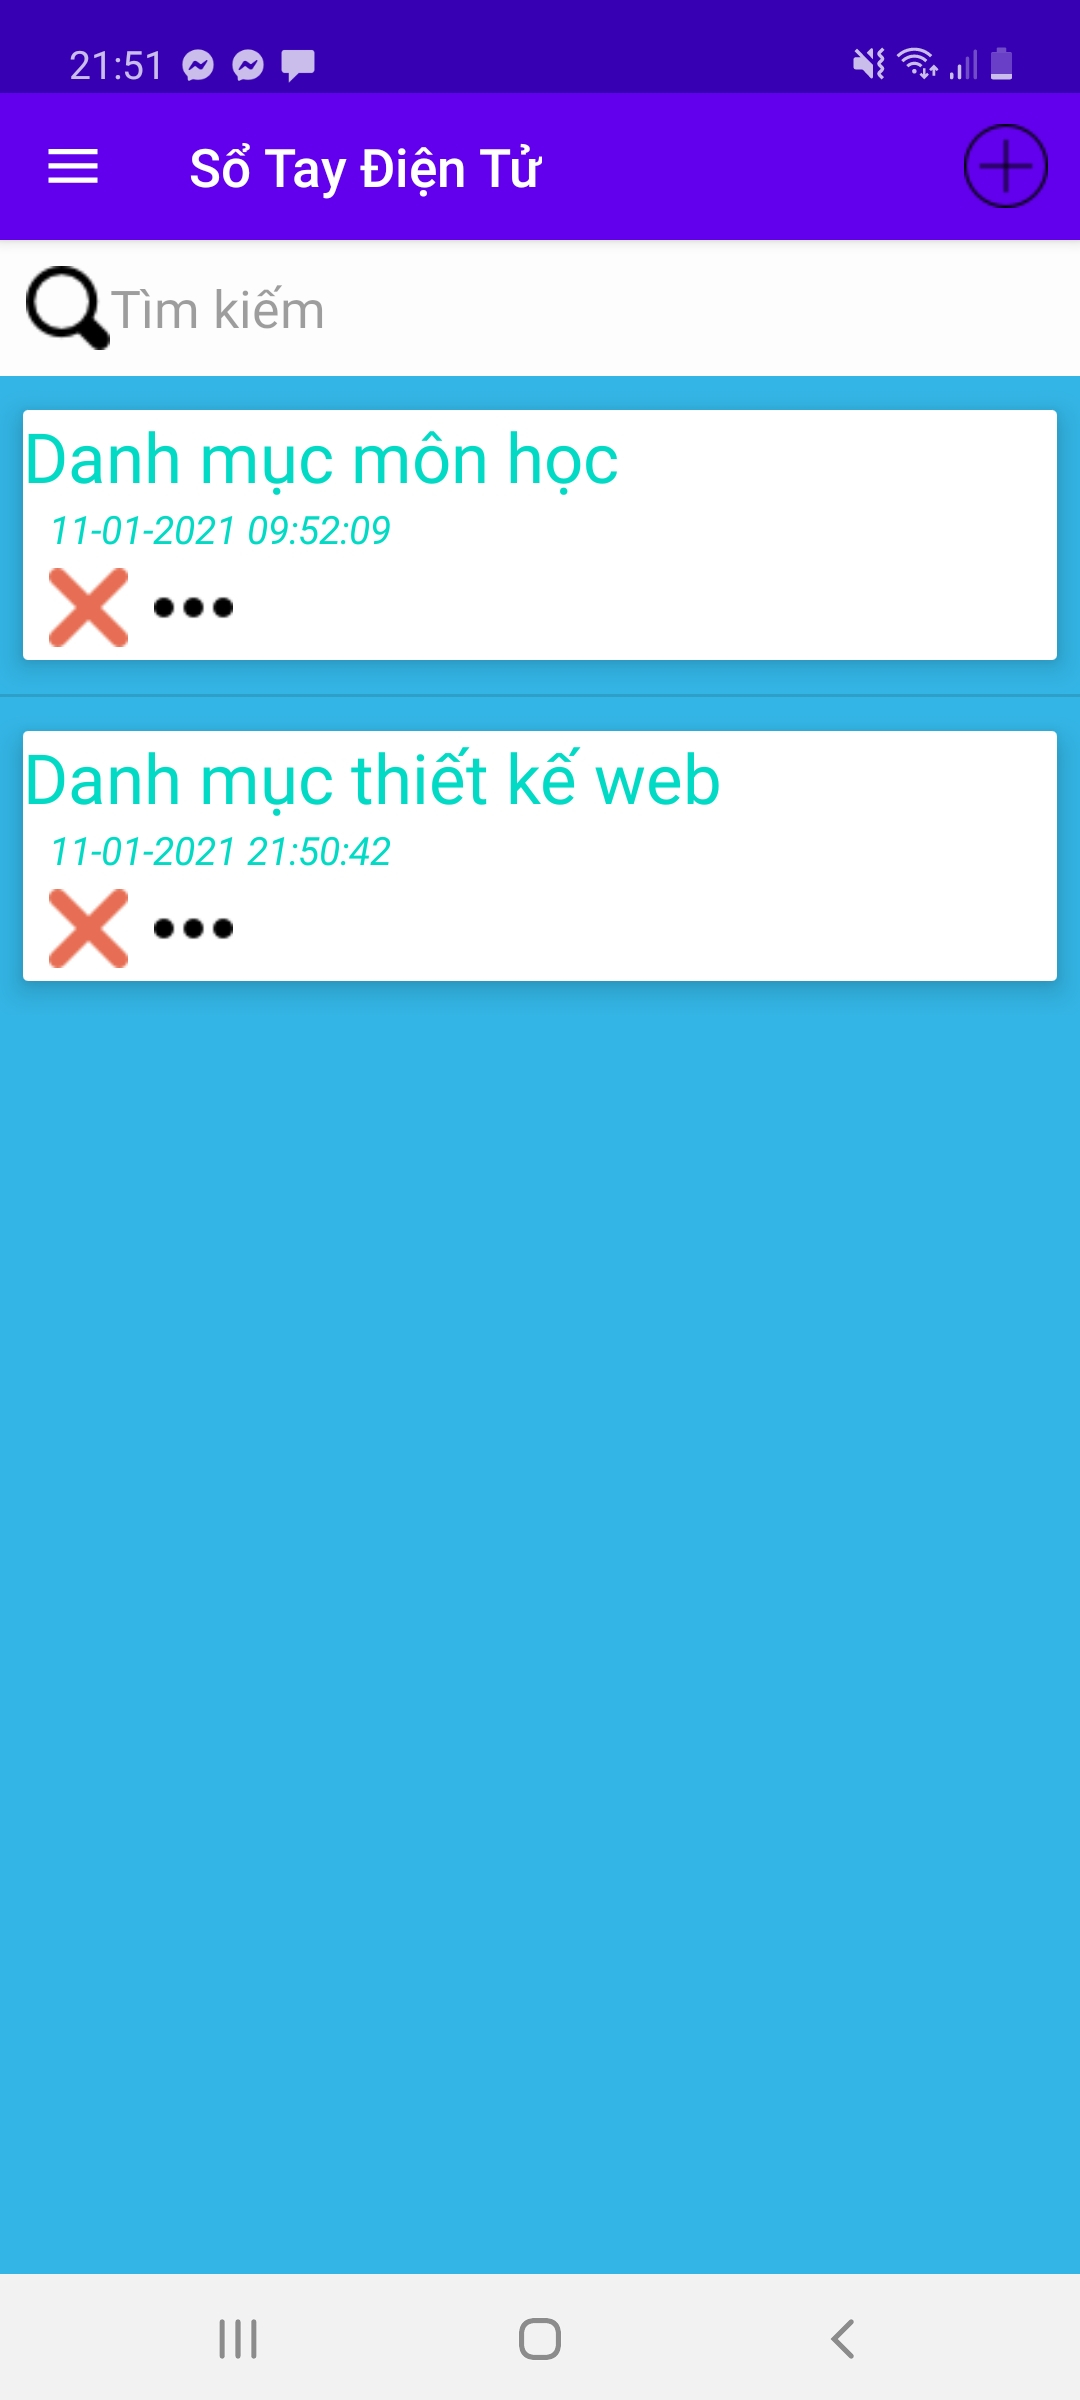 21:51
Sổ Tay Điện Tử
Tìm kiếm
Danh mục môn học
11-01-2021 09:52:09
Danh mục thiết kế web
11-01-2021 21:50:42